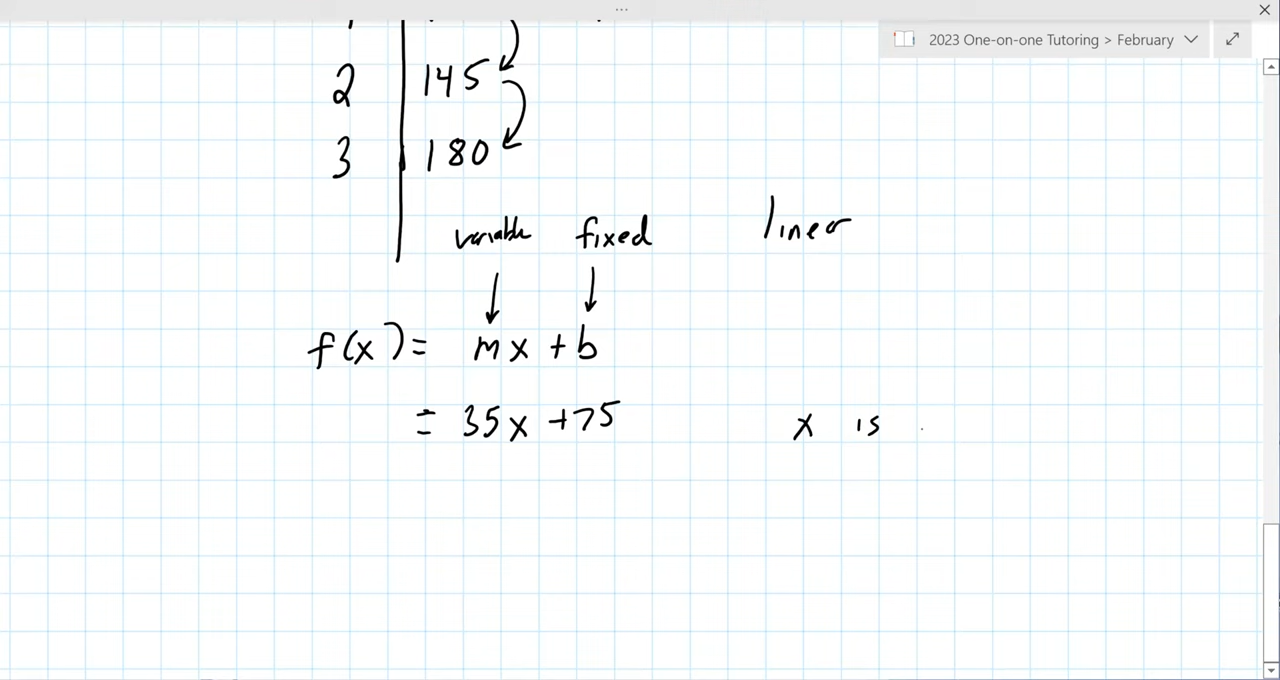 2023 One-on-one Tutoring > February
2 145
3 180
variable fixed linear
f(x) = mx + b
= 35x + 75 x is